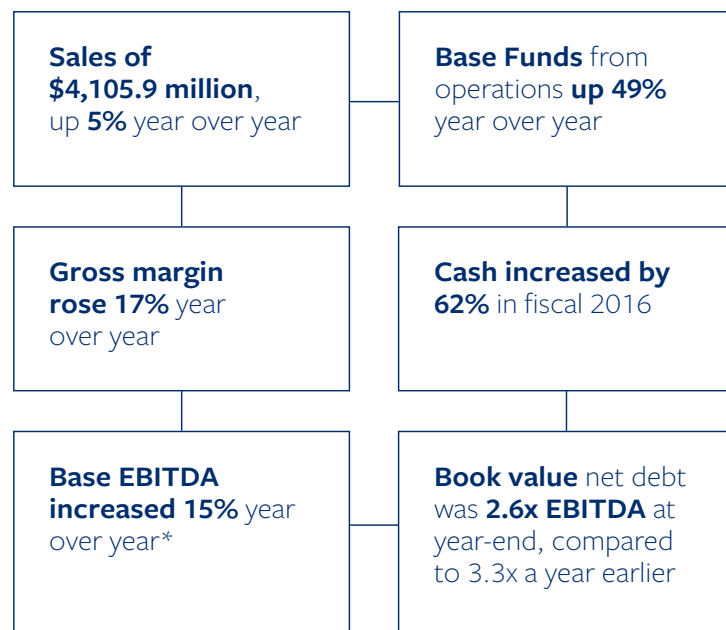 Sales of
$4,105.9 million,
up 5% year over year
Base Funds from
operations up 49%
year over year
Gross margin
rose 17% year
over year
Cash increased by
62% in fiscal 2016
Base EBITDA
increased 15% year
over year*
Book value net debt
was 2.6x EBITDA at
year-end, compared
to 3.3x a year earlier